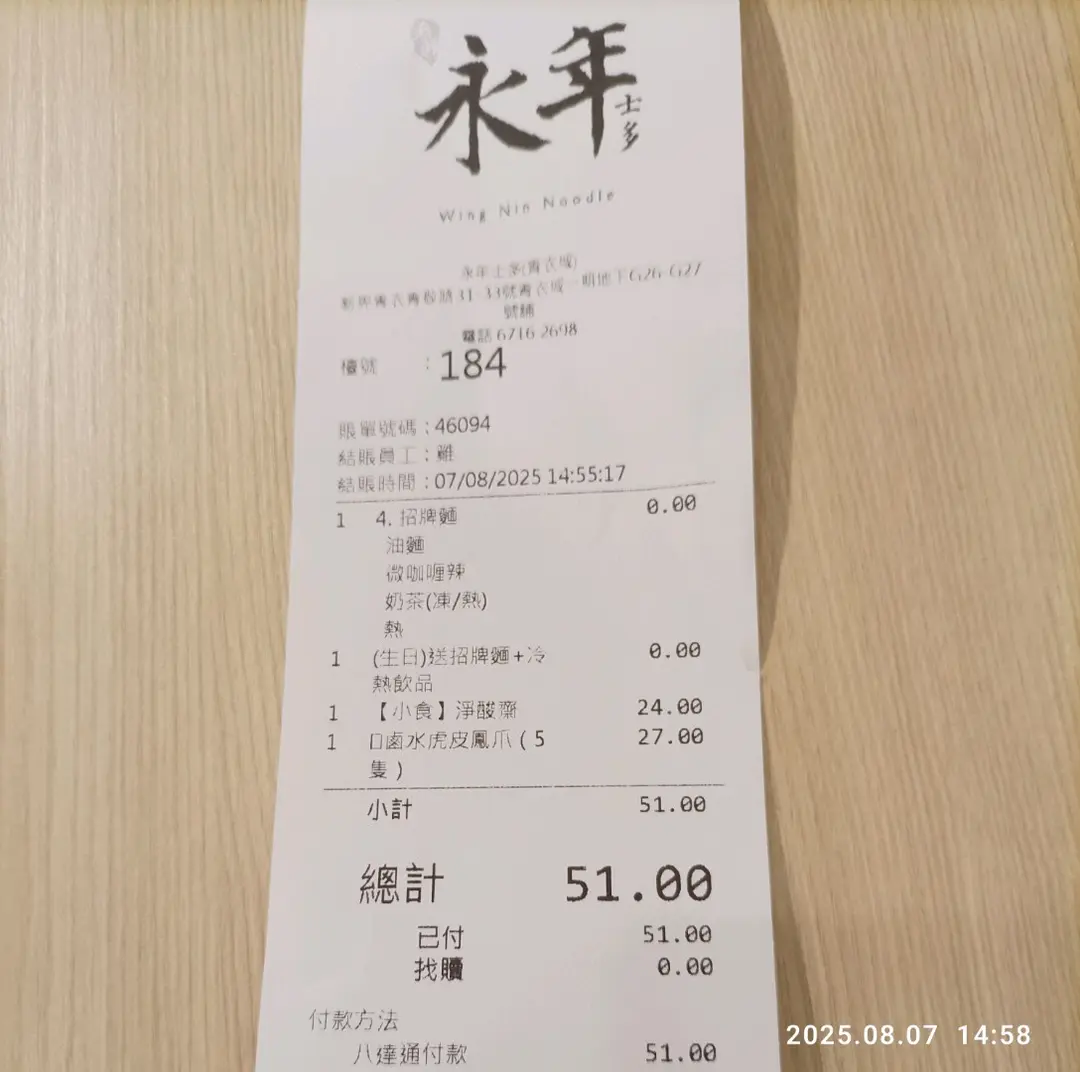 永年
士多
Wing Nin Noodle
永年士多(青衣城)
新界青衣青敬路31-33號青衣城一期地下G26-G27
號舖
電話 6716 2698
檯號 : 184
賬單號碼 : 46094
結賬員工 : 雞
結賬時間 : 07/08/2025 14:55:17
1 4. 招牌麵 0.00
油麵
微咖喱辣
奶茶(凍/熱)
熱
1 (生日)送招牌麵+冷 0.00
熱飲品
1 【小食】淨酸齋 24.00
1 □鹵水虎皮鳳爪 ( 5 27.00
隻 )
小計 51.00
總計 51.00
已付 51.00
找贖 0.00
付款方法
八達通付款 51.00
2025.08.07 14:58